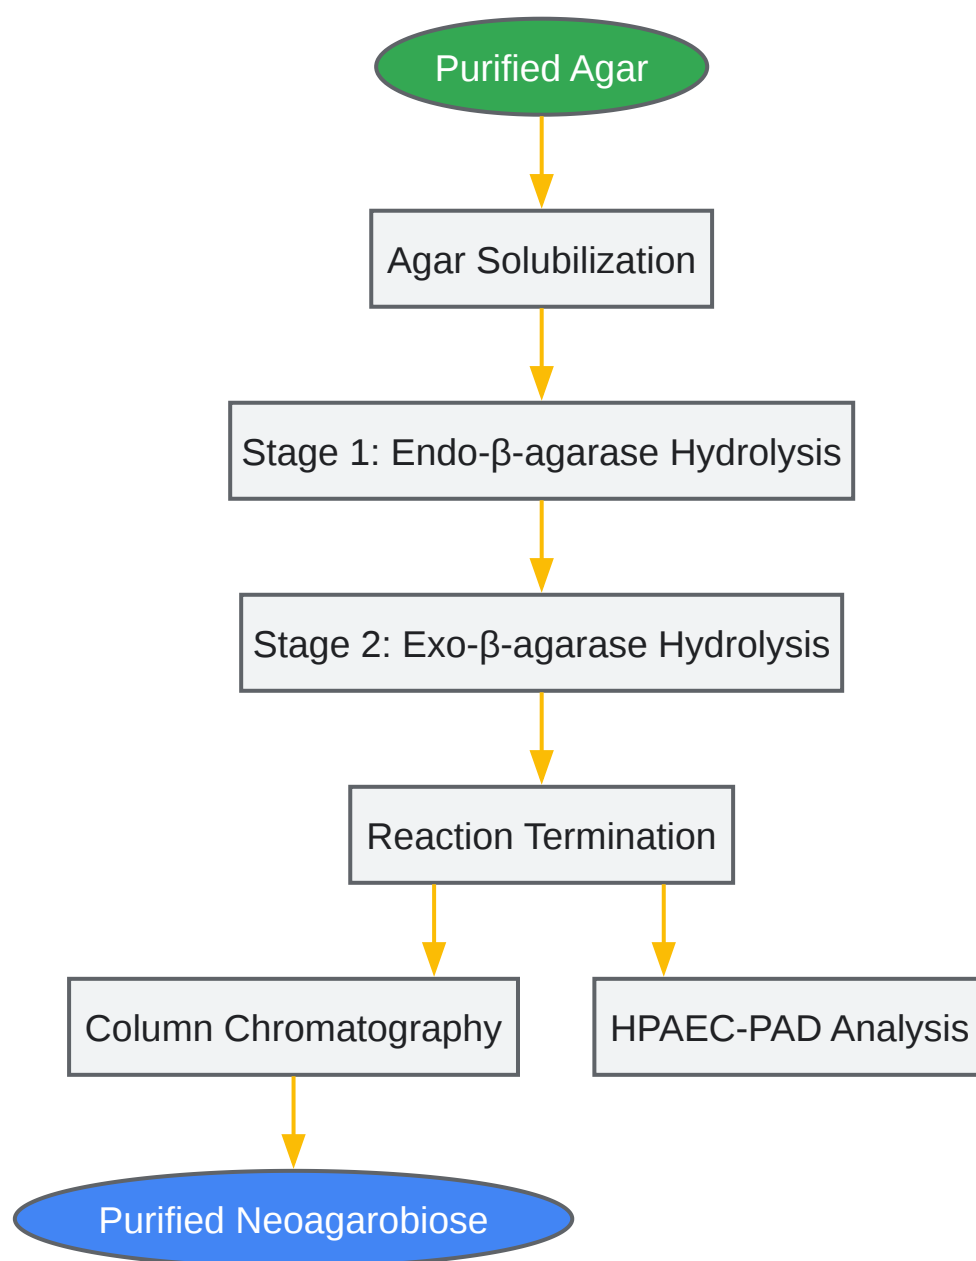 Purified Agar
Agar Solubilization
Stage 1: Endo-β-agarase Hydrolysis
Stage 2: Exo-β-agarase Hydrolysis
Reaction Termination
Column Chromatography
HPAEC-PAD Analysis
Purified Neoagarobiose